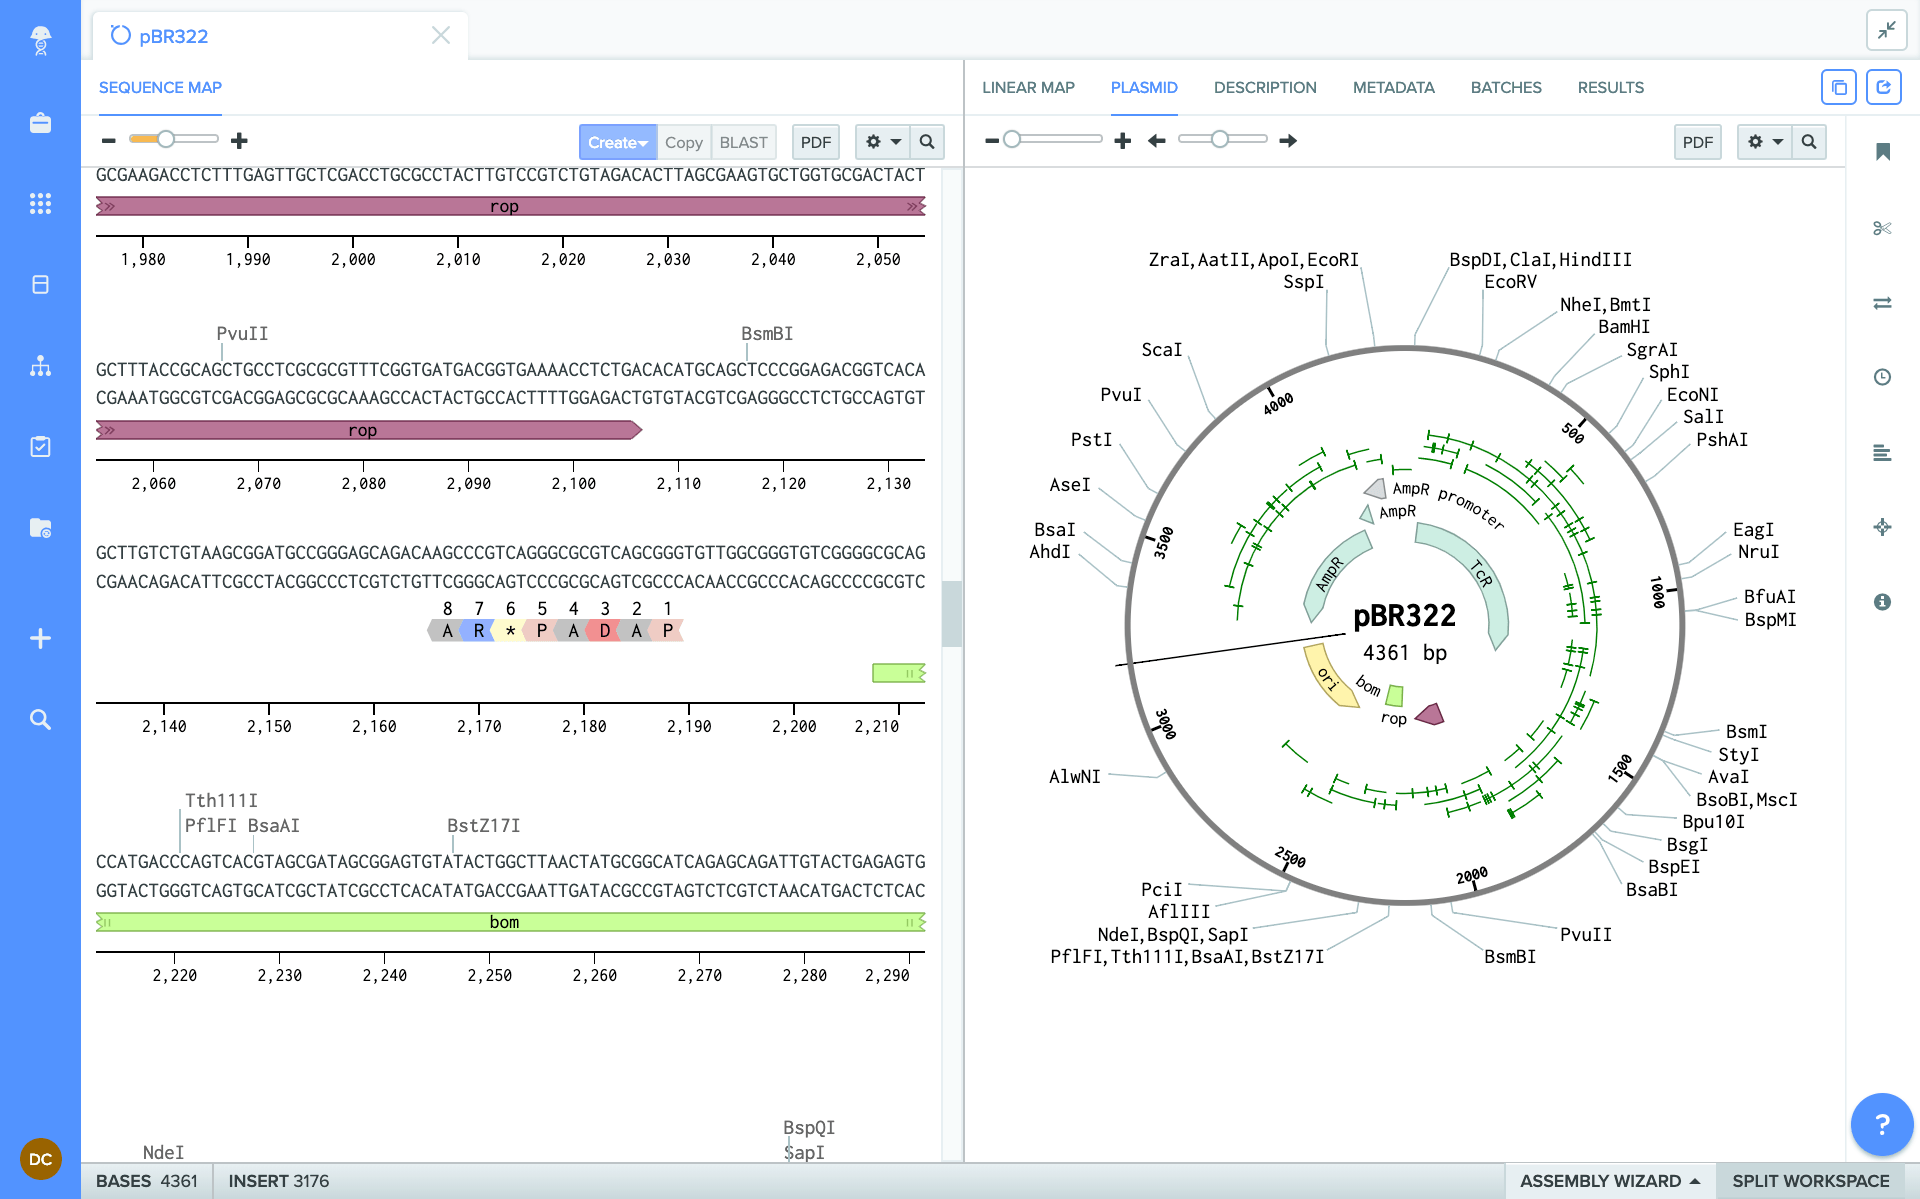 pBR322
SEQUENCE MAP
LINEAR MAP PLASMID DESCRIPTION METADATA BATCHES RESULTS
Create Copy BLAST PDF
PDF
GCGAAGACCTCTTTGAGTTGCTCGACCTGCGCCTACTTGTCCGTCTGTAGACACTTAGCGAAGTGCTGGTGCGACTACT
rop
1,980 1,990 2,000 2,010 2,020 2,030 2,040 2,050
PvuII BsmBI
GCTTTACCGCAGCTGCCTCGCGCGTTTCGGTGATGACGGTGAAAACCTCTGACACATGCAGCTCCCGGAGACGGTCACA
CGAAATGGCGTCGACGGAGCGCGCAAAGCCACTACTGCCACTTTTGGAGACTGTGTACGTCGAGGGCCTCTGCCAGTGT
rop
2,060 2,070 2,080 2,090 2,100 2,110 2,120 2,130
GCTTGTCTGTAAGCGGATGCCGGGAGCAGACAAGCCCGTCAGGGCGCGTCAGCGGGTGTTGGCGGGTGTCGGGGCGCAG
CGAACAGACATTCGCCTACGGCCCTCGTCTGTTCGGGCAGTCCCGCGCAGTCGCCCACAACCGCCCACAGCCCCGCGTC
8 7 6 5 4 3 2 1
A R * P A D A P
2,140 2,150 2,160 2,170 2,180 2,190 2,200 2,210
Tth111I
PflFI BsaAI BstZ17I
CCATGACCCAGTCACGTAGCGATAGCGGAGTGTATACTGGCTTAACTATGCGGCATCAGAGCAGATTGTACTGAGAGTG
GGTACTGGGTCAGTGCATCGCTATCGCCTCACATATGACCGAATTGATACGCCGTAGTCTCGTCTAACATGACTCTCAC
bom
2,220 2,230 2,240 2,250 2,260 2,270 2,280 2,290
BspQI
NdeI SapI
ZraI,AatII,ApoI,EcoRI BspDI,ClaI,HindIII
SspI EcoRV
NheI,BmtI
BamHI
ScaI SgrAI
SphI
PvuI EcoNI
SalI
PstI PshAI
AseI
BsaI EagI
AhdI NruI
BfuAI
BspMI
BsmI
StyI
AlwNI AvaI
BsoBI,MscI
Bpu10I
BsgI
BspEI
PciI BsaBI
AflIII
NdeI,BspQI,SapI PvuII
PflFI,Tth111I,BsaAI,BstZ17I BsmBI
4000
500
3500
1000
3000
1500
2500
2000
AmpR promoter
AmpR
AmpR
TcR
pBR322
4361 bp
ori
bom
rop
?
DC
BASES 4361 INSERT 3176 ASSEMBLY WIZARD SPLIT WORKSPACE